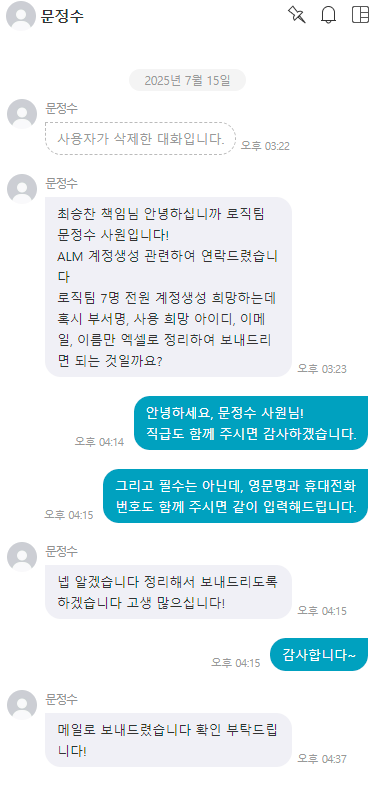 문정수
2025년 7월 15일
문정수
사용자가 삭제한 대화입니다.
오후 03:22
문정수
최승찬 책임님 안녕하십니까 로직팀
문정수 사원입니다!
ALM 계정생성 관련하여 연락드렸습니
다
로직팀 7명 전원 계정생성 희망하는데
혹시 부서명, 사용 희망 아이디, 이메
일, 이름만 엑셀로 정리하여 보내드리
면 되는 것일까요?
오후 03:23
안녕하세요, 문정수 사원님!
직급도 함께 주시면 감사하겠습니다.
오후 04:14
그리고 필수는 아닌데, 영문명과 휴대전화
번호도 함께 주시면 같이 입력해드립니다.
오후 04:15
문정수
넵 알겠습니다 정리해서 보내드리도록
하겠습니다 고생 많으십니다!
오후 04:15
감사합니다~
오후 04:15
문정수
메일로 보내드렸습니다 확인 부탁드립
니다!
오후 04:37